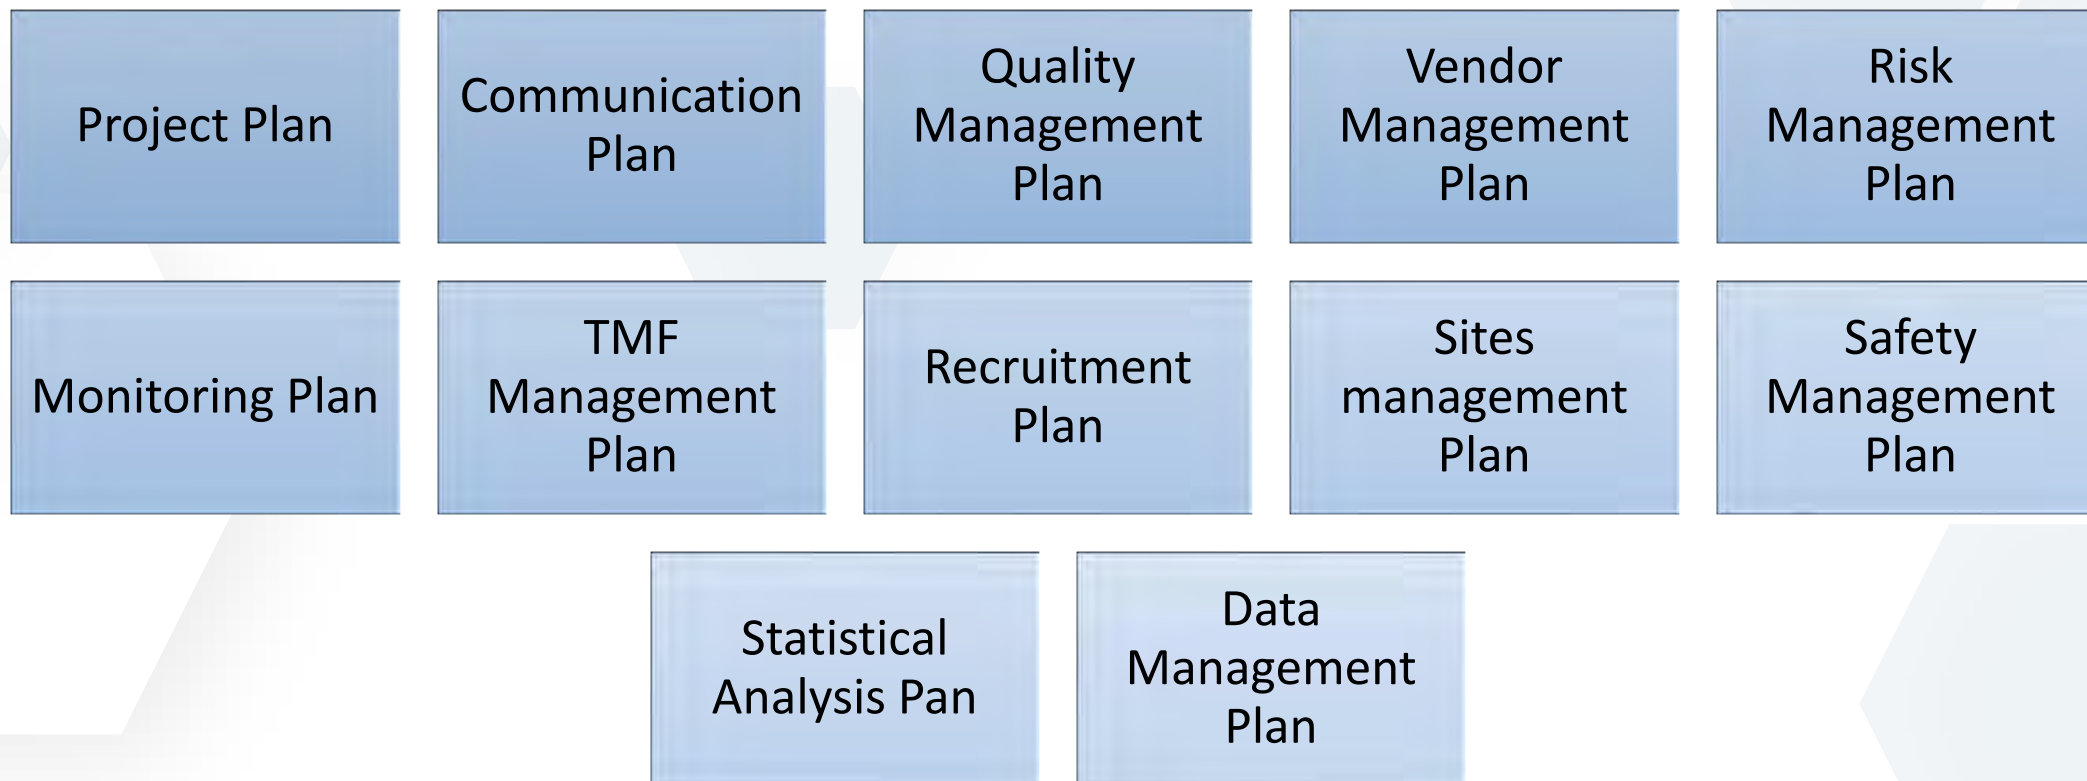 Project Plan
Communication
Plan
Quality
Management
Plan
Vendor
Management
Plan
Risk
Management
Plan
Monitoring Plan
TMF
Management
Plan
Recruitment
Plan
Sites
management
Plan
Safety
Management
Plan
Statistical
Analysis Pan
Data
Management
Plan